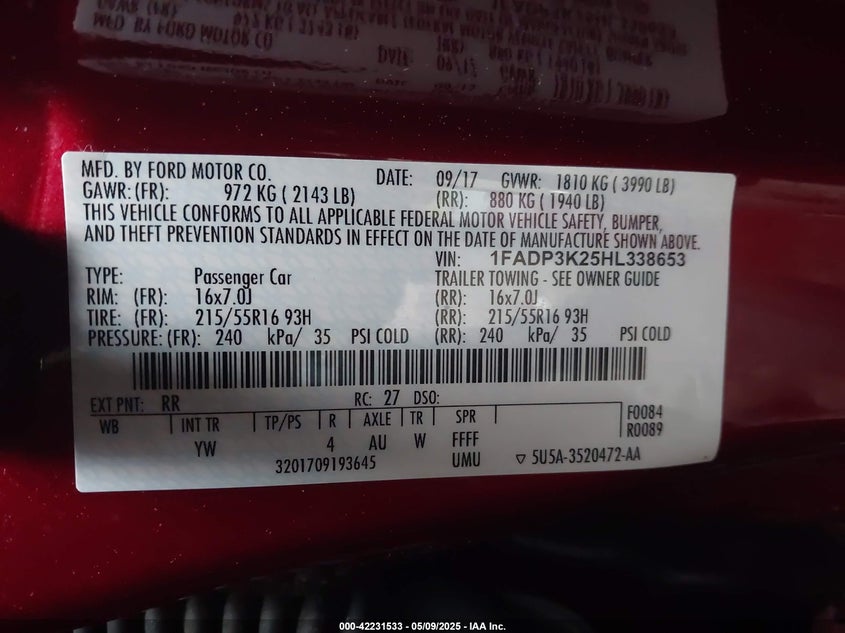 MFD. BY FORD MOTOR CO. DATE: 09/17 GVWR: 1810 KG ( 3990 LB)
GAWR: (FR): 972 KG ( 2143 LB) (RR): 880 KG ( 1940 LB)
THIS VEHICLE CONFORMS TO ALL APPLICABLE FEDERAL MOTOR VEHICLE SAFETY, BUMPER,
AND THEFT PREVENTION STANDARDS IN EFFECT ON THE DATE OF MANUFACTURE SHOWN ABOVE.
VIN: 1FADP3K25HL338653
TYPE: Passenger Car TRAILER TOWING - SEE OWNER GUIDE
RIM: (FR): 16x7.0J (RR): 16x7.0J
TIRE: (FR): 215/55R16 93H (RR): 215/55R16 93H
PRESSURE: (FR): 240 kPa/ 35 PSI COLD (RR): 240 kPa/ 35 PSI COLD
EXT PNT: RR RC: 27 DSO:
WB INT TR TP/PS R AXLE TR SPR F0084
R0089
YW 4 AU W FFFF
3201709193645 UMU ▽ 5U5A-3520472-AA
000-42231533 - 05/09/2025 - IAA Inc.